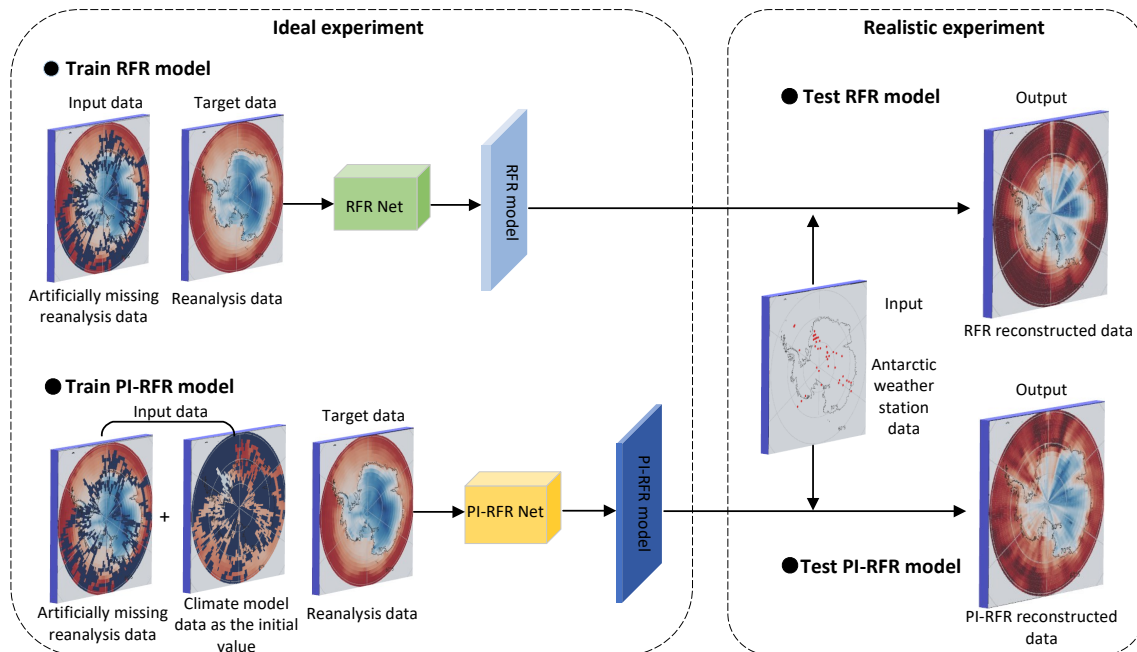 Ideal experiment
● Train RFR model
Input data
Target data
RFR Net
RFR model
Artificially missing
reanalysis data
Reanalysis data
● Train PI-RFR model
Input data
Target data
+
PI-RFR Net
PI-RFR model
Artificially missing
reanalysis data
Climate model
data as the initial
value
Reanalysis data
Realistic experiment
● Test RFR model
Output
RFR reconstructed data
Input
Antarctic
weather
station
data
Output
● Test PI-RFR model
PI-RFR reconstructed
data